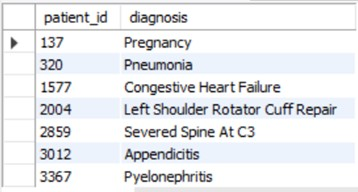 patient_id diagnosis
137 Pregnancy
320 Pneumonia
1577 Congestive Heart Failure
2004 Left Shoulder Rotator Cuff Repair
2859 Severed Spine At C3
3012 Appendicitis
3367 Pyelonephritis